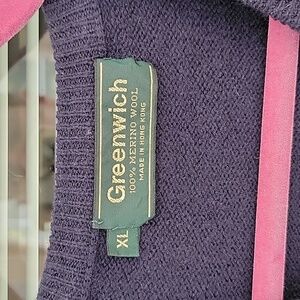 Greenwich
100% MERINO WOOL
MADE IN HONG KONG
XL